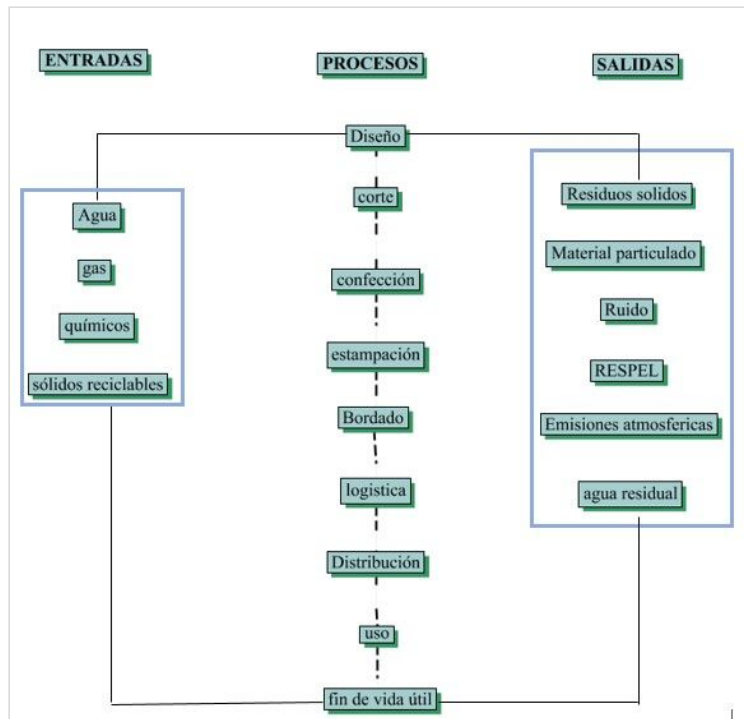 ENTRADAS
PROCESOS
SALIDAS
Diseño
corte
confección
estampación
Bordado
logistica
Distribución
uso
fin de vida útil
Agua
gas
químicos
sólidos reciclables
Residuos solidos
Material particulado
Ruido
RESPEL
Emisiones atmosfericas
agua residual